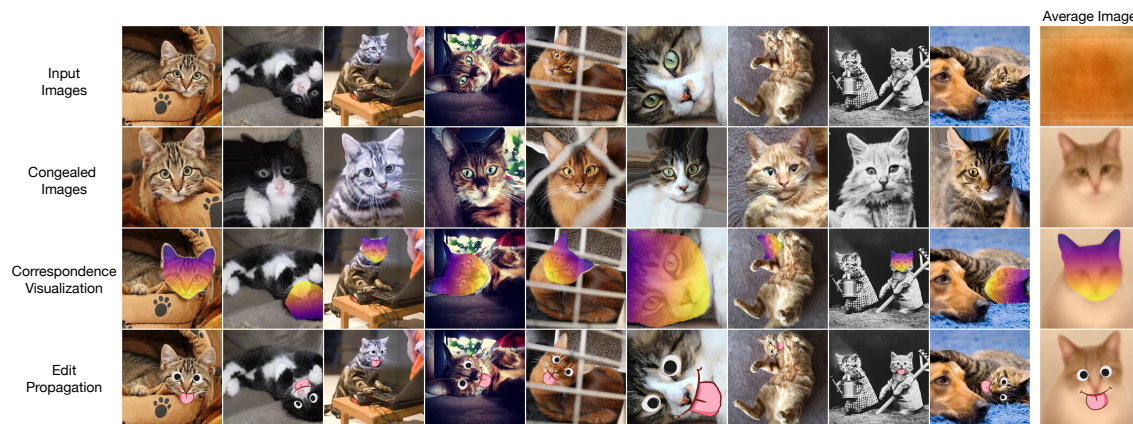 Average Image
Input
Images
Congealed
Images
Correspondence
Visualization
Edit
Propagation